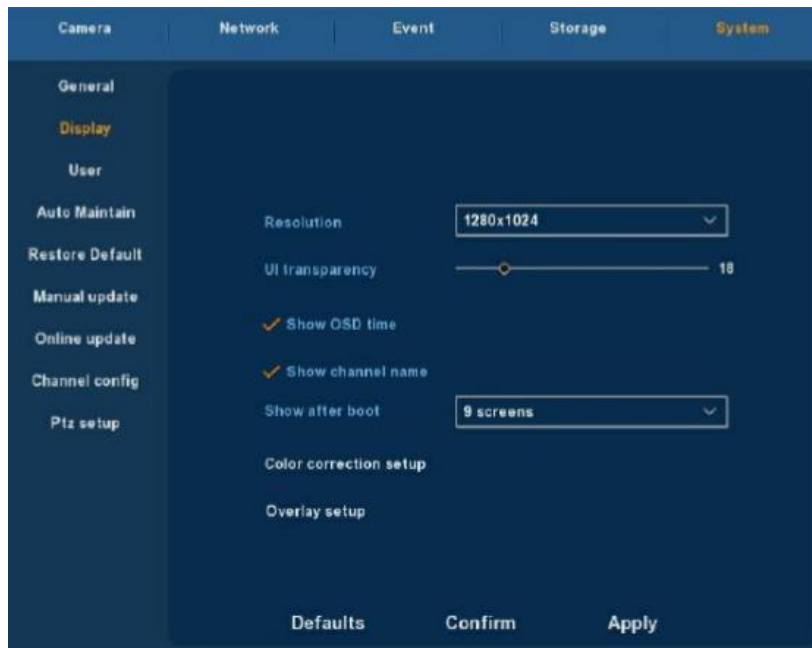 Camera Network Event Storage System
General
Display
User
Auto Maintain
Restore Default
Manual update
Online update
Channel config
Ptz setup
Resolution 1280x1024
UI transparency 18
Show OSD time
Show channel name
Show after boot 9 screens
Color correction setup
Overlay setup
Defaults Confirm Apply